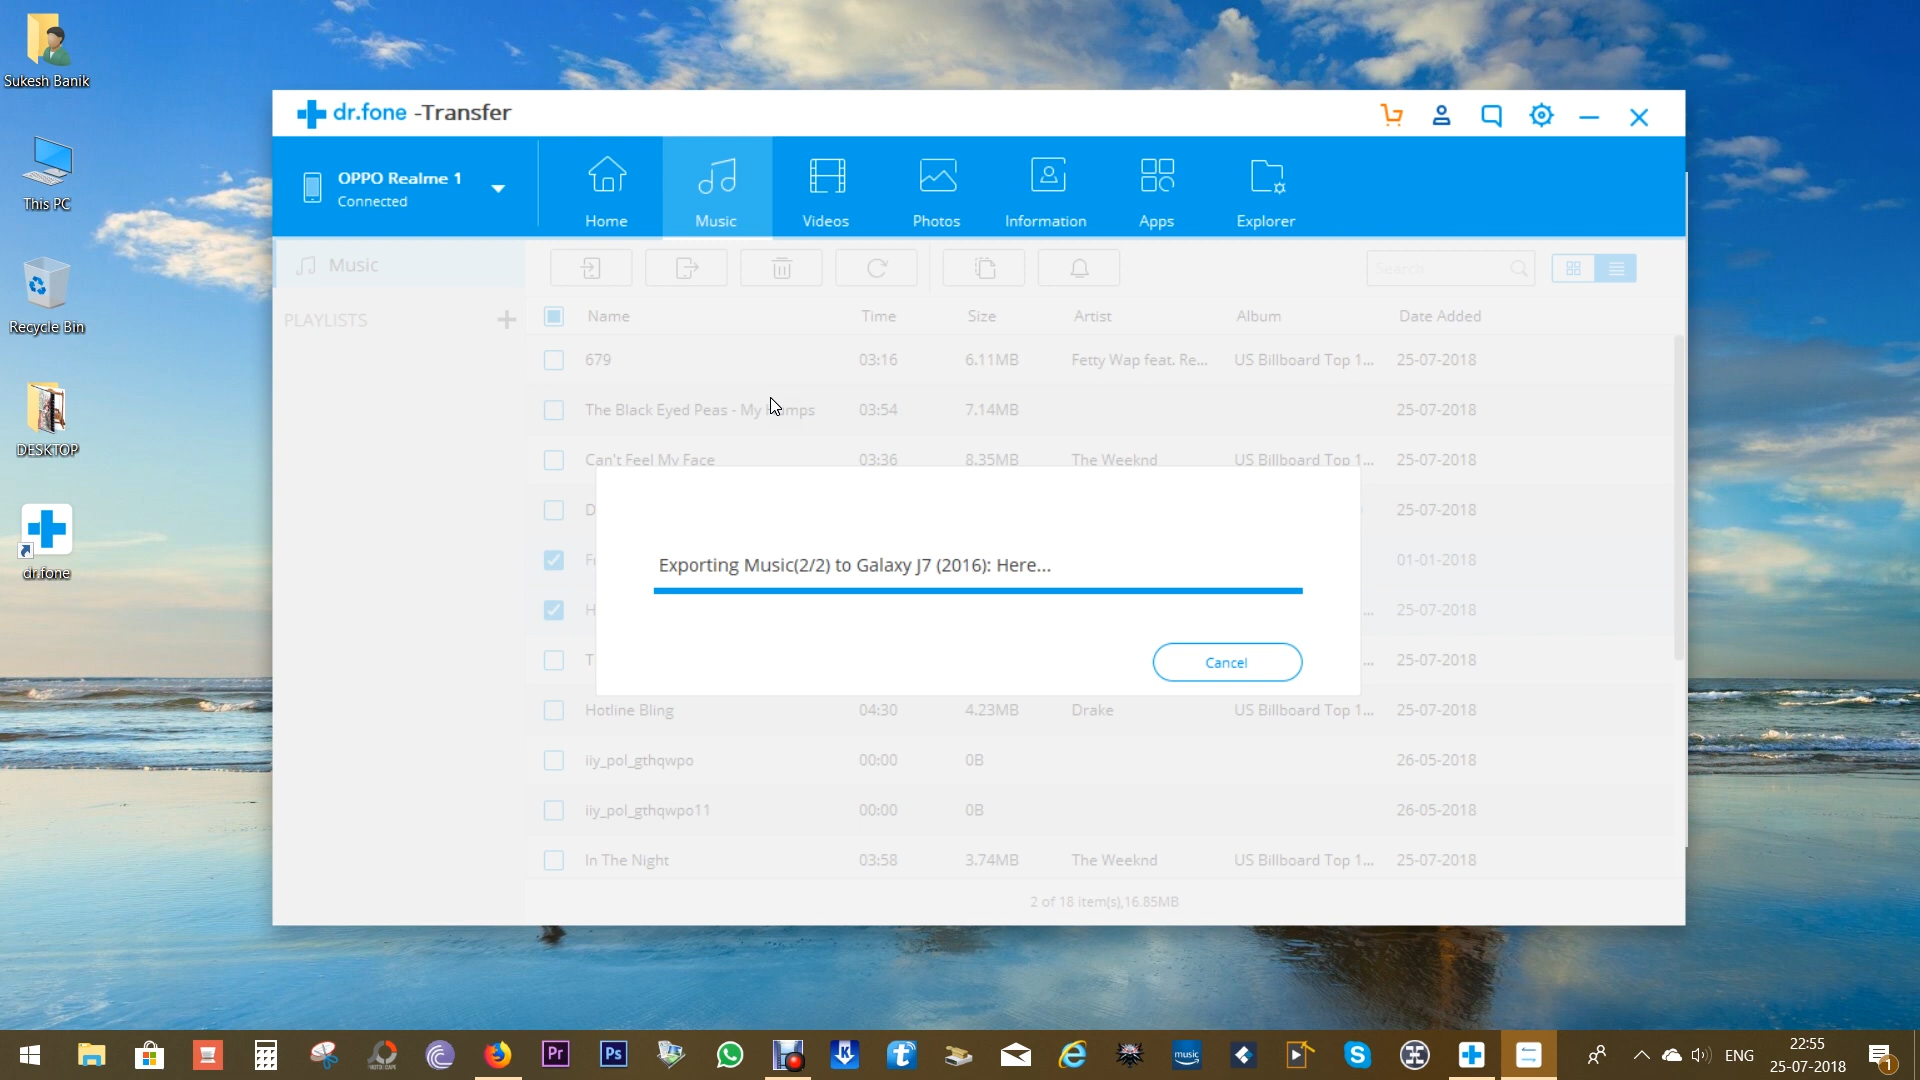 Sukesh Banik
This PC
Recycle Bin
DESKTOP
dr.fone
dr.fone -Transfer
OPPO Realme 1
Connected
Home
Music
Videos
Photos
Information
Apps
Explorer
Music
PLAYLISTS
Search
Name Time Size Artist Album Date Added
679 03:16 6.11MB Fetty Wap feat. Re... US Billboard Top 1... 25-07-2018
The Black Eyed Peas - My Humps 03:54 7.14MB 25-07-2018
Can't Feel My Face 03:36 8.35MB The Weeknd US Billboard Top 1... 25-07-2018
D 25-07-2018
01-01-2018
H ... 25-07-2018
T ... 25-07-2018
Exporting Music(2/2) to Galaxy J7 (2016): Here...
Cancel
Hotline Bling 04:30 4.23MB Drake US Billboard Top 1... 25-07-2018
iiy_pol_gthqwpo 00:00 0B 26-05-2018
iiy_pol_gthqwpo11 00:00 0B 26-05-2018
In The Night 03:58 3.74MB The Weeknd US Billboard Top 1... 25-07-2018
2 of 18 item(s),16.85MB
Pr
Ps
music
ENG
22:55
25-07-2018
1